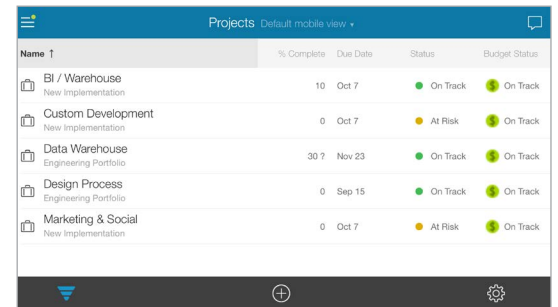 Projects Default mobile view
Name ↑ % Complete Due Date Status Budget Status
BI / Warehouse
New Implementation
10 Oct 7 On Track $ On Track
Custom Development
New Implementation
0 Oct 7 At Risk $ On Track
Data Warehouse
Engineering Portfolio
30 ? Nov 23 On Track $ On Track
Design Process
Engineering Portfolio
0 Sep 15 On Track $ On Track
Marketing & Social
New Implementation
0 Oct 7 At Risk $ On Track